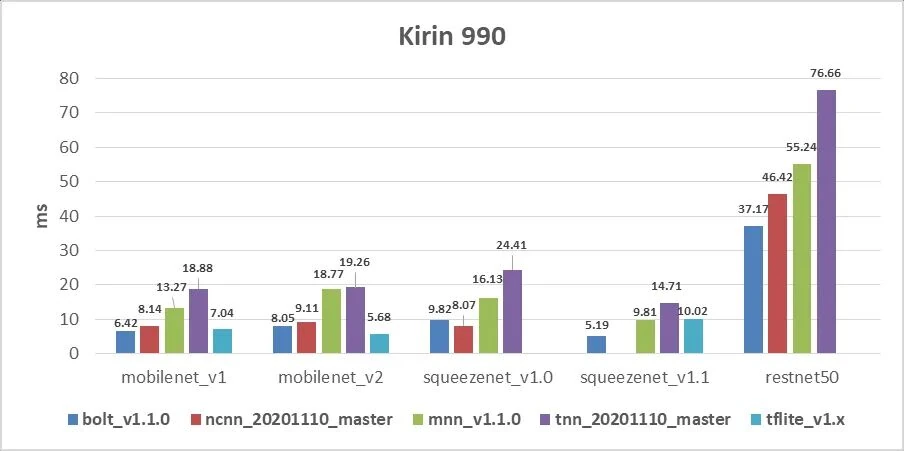 Kirin 990
ms
80
70
60
50
40
30
20
10
0
6.42 8.14 13.27 18.88 7.04
8.05 9.11 18.77 19.26 5.68
9.82 8.07 16.13 24.41
5.19 9.81 14.71 10.02
37.17 46.42 55.24 76.66
mobilenet_v1 mobilenet_v2 squeezenet_v1.0 squeezenet_v1.1 restnet50
bolt_v1.1.0 ncnn_20201110_master mnn_v1.1.0 tnn_20201110_master tflite_v1.x